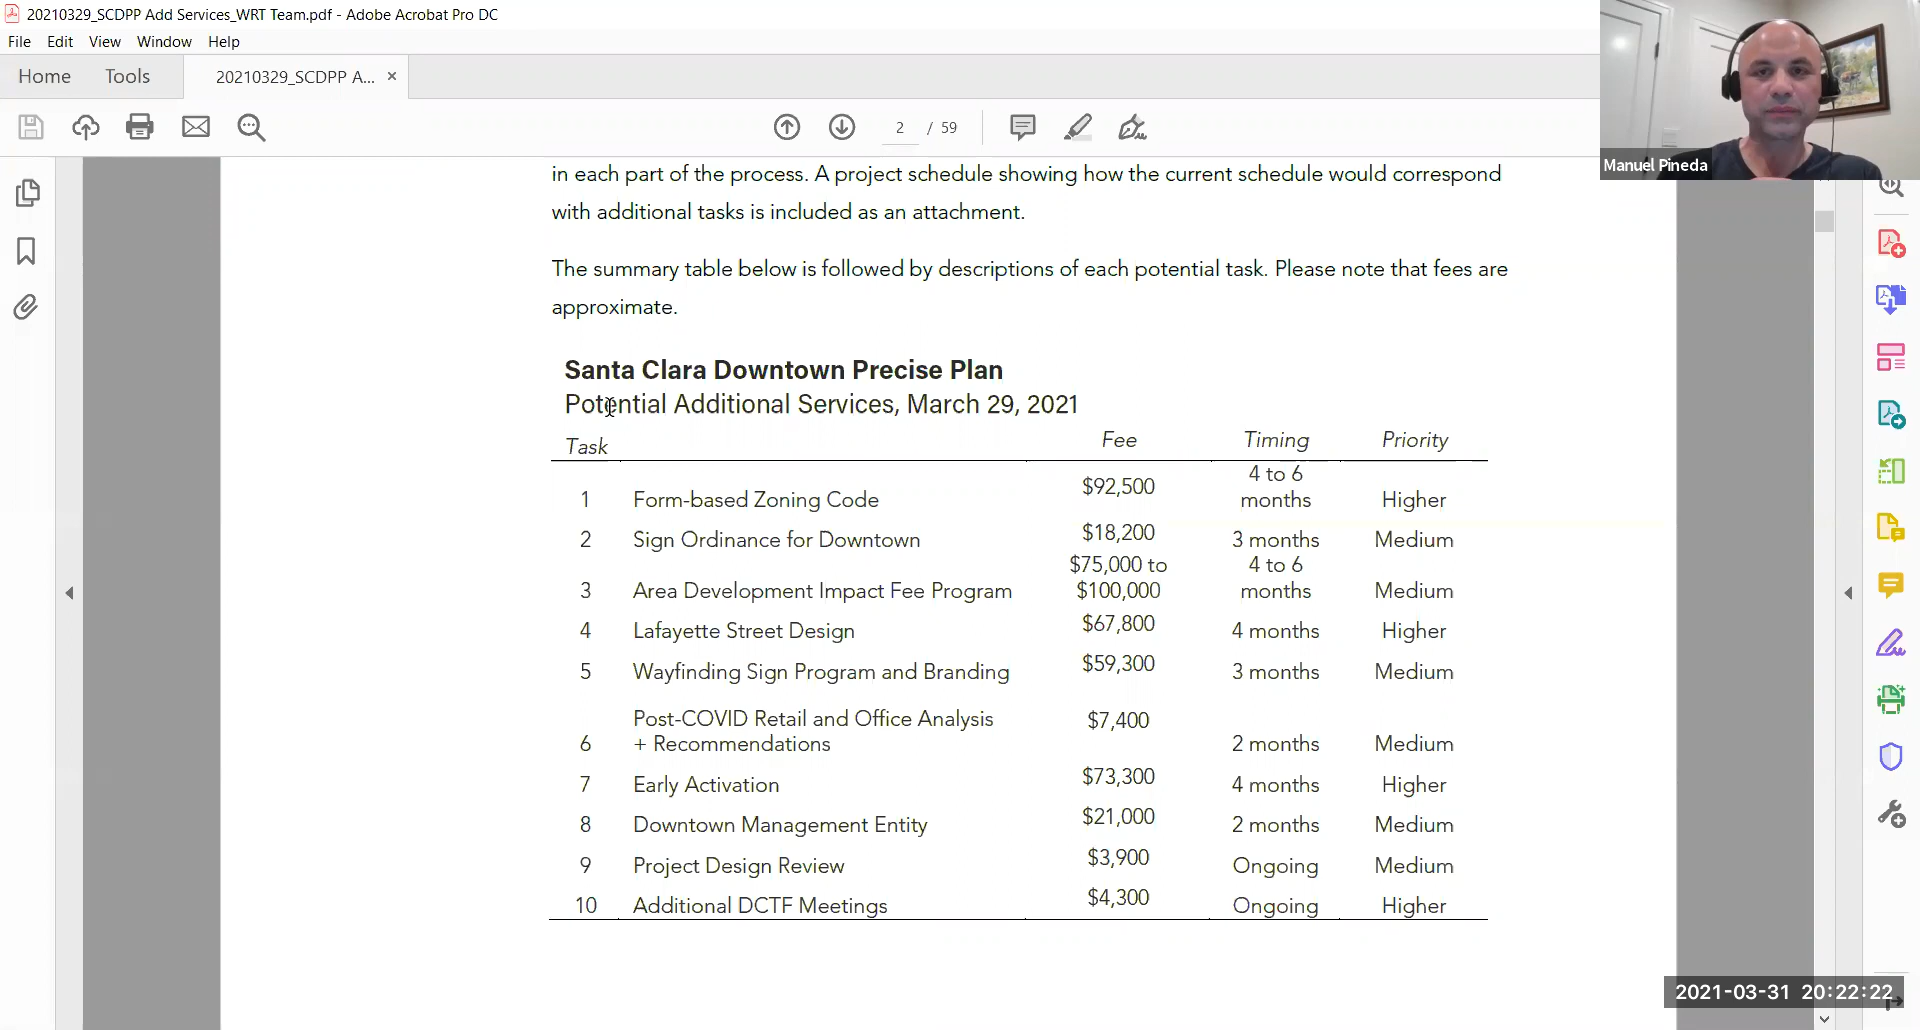 20210329_SCDPP Add Services_WRT Team.pdf - Adobe Acrobat Pro DC
File Edit View Window Help
Home Tools 20210329_SCDPP A... ×
2 / 59
Manuel Pineda
in each part of the process. A project schedule showing how the current schedule would correspond
with additional tasks is included as an attachment.
The summary table below is followed by descriptions of each potential task. Please note that fees are
approximate.
Santa Clara Downtown Precise Plan
Potential Additional Services, March 29, 2021
Task Fee Timing Priority
1 Form-based Zoning Code $92,500 4 to 6 months Higher
2 Sign Ordinance for Downtown $18,200 3 months Medium
3 Area Development Impact Fee Program $75,000 to $100,000 4 to 6 months Medium
4 Lafayette Street Design $67,800 4 months Higher
5 Wayfinding Sign Program and Branding $59,300 3 months Medium
6 Post-COVID Retail and Office Analysis + Recommendations $7,400 2 months Medium
7 Early Activation $73,300 4 months Higher
8 Downtown Management Entity $21,000 2 months Medium
9 Project Design Review $3,900 Ongoing Medium
10 Additional DCTF Meetings $4,300 Ongoing Higher
2021-03-31 20:22:22